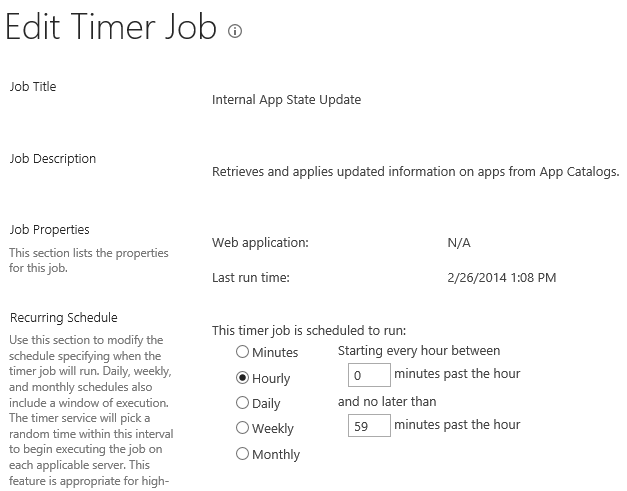 Edit Timer Job
Job Title
Internal App State Update
Job Description
Retrieves and applies updated information on apps from App Catalogs.
Job Properties
This section lists the properties
for this job.
Web application: N/A
Last run time: 2/26/2014 1:08 PM
Recurring Schedule
Use this section to modify the
schedule specifying when the
timer job will run. Daily, weekly,
and monthly schedules also
include a window of execution.
The timer service will pick a
random time within this interval
to begin executing the job on
each applicable server. This
feature is appropriate for high-
This timer job is scheduled to run:
Minutes
Hourly
Daily
Weekly
Monthly
Starting every hour between
0 minutes past the hour
and no later than
59 minutes past the hour